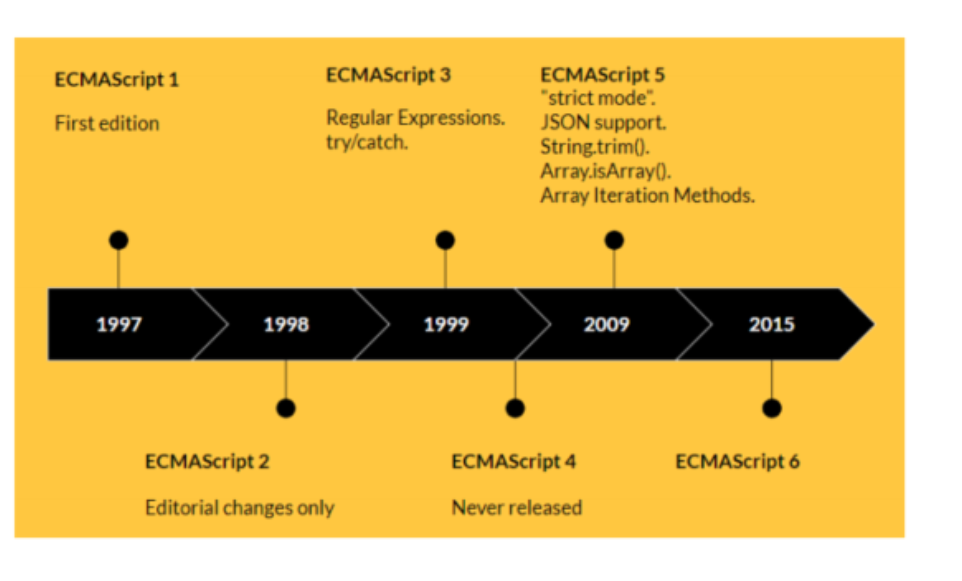 ECMAScript 1
First edition
ECMAScript 3
Regular Expressions.
try/catch.
ECMAScript 5
"strict mode".
JSON support.
String.trim().
Array.isArray().
Array Iteration Methods.
1997
1998
1999
2009
2015
ECMAScript 2
Editorial changes only
ECMAScript 4
Never released
ECMAScript 6